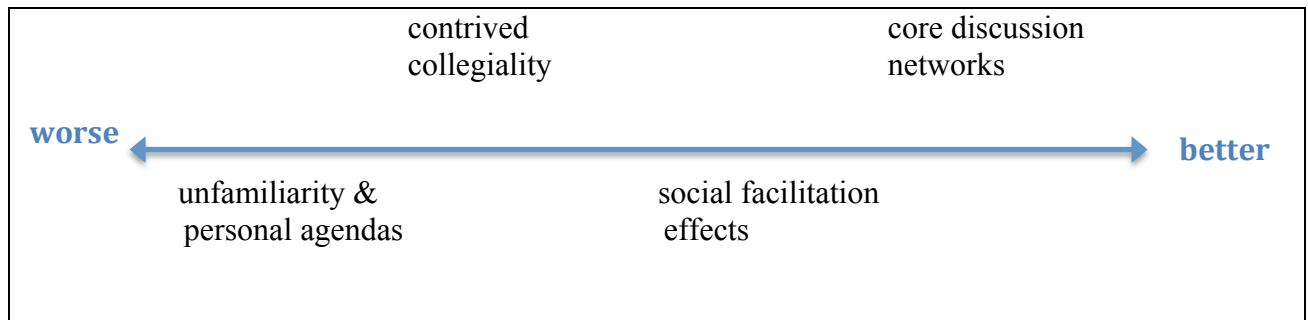 contrived
collegiality
core discussion
networks
worse
better
unfamiliarity &
personal agendas
social facilitation
effects